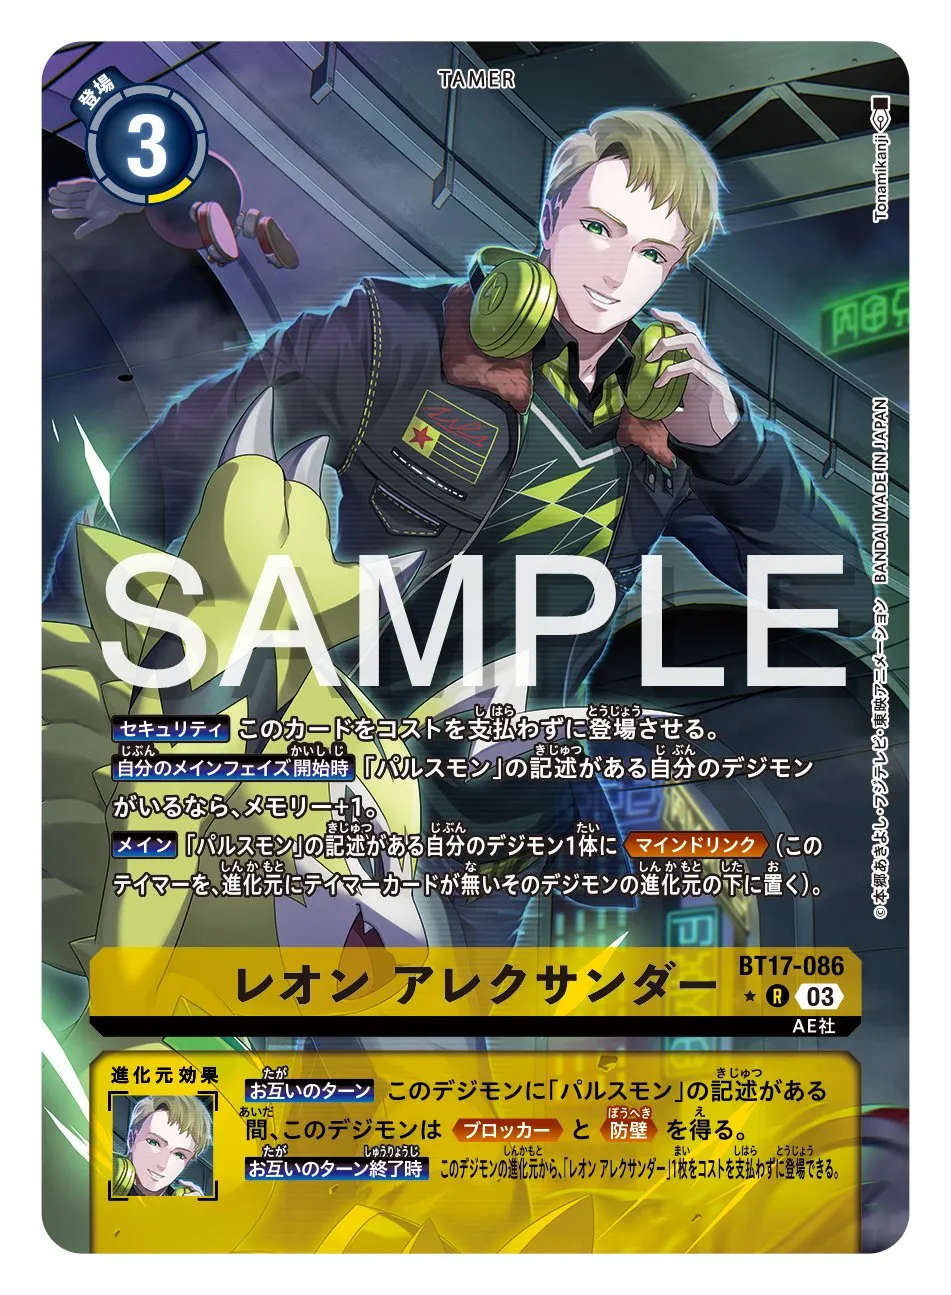 登場
TAMER
3
Tonamikanji
©本郷あきよし・フジテレビ・東映アニメーション BANDAI MADE IN JAPAN
SAMPLE
セキュリティ このカードをコストを支払わずに登場させる。
自分のメインフェイズ開始時 「パルスモン」の記述がある自分のデジモン
がいるなら、メモリー+1。
メイン 「パルスモン」の記述がある自分のデジモン1体に マインドリンク (この
テイマーを、進化元にテイマーカードが無いそのデジモンの進化元の下に置く)。
レオン アレクサンダー
BT17-086
R 03
AE社
進化元効果
お互いのターン このデジモンに「パルスモン」の記述がある
間、このデジモンは ブロッカー と 防壁 を得る。
お互いのターン終了時 このデジモンの進化元から、「レオン アレクサンダー」1枚をコストを支払わずに登場できる。